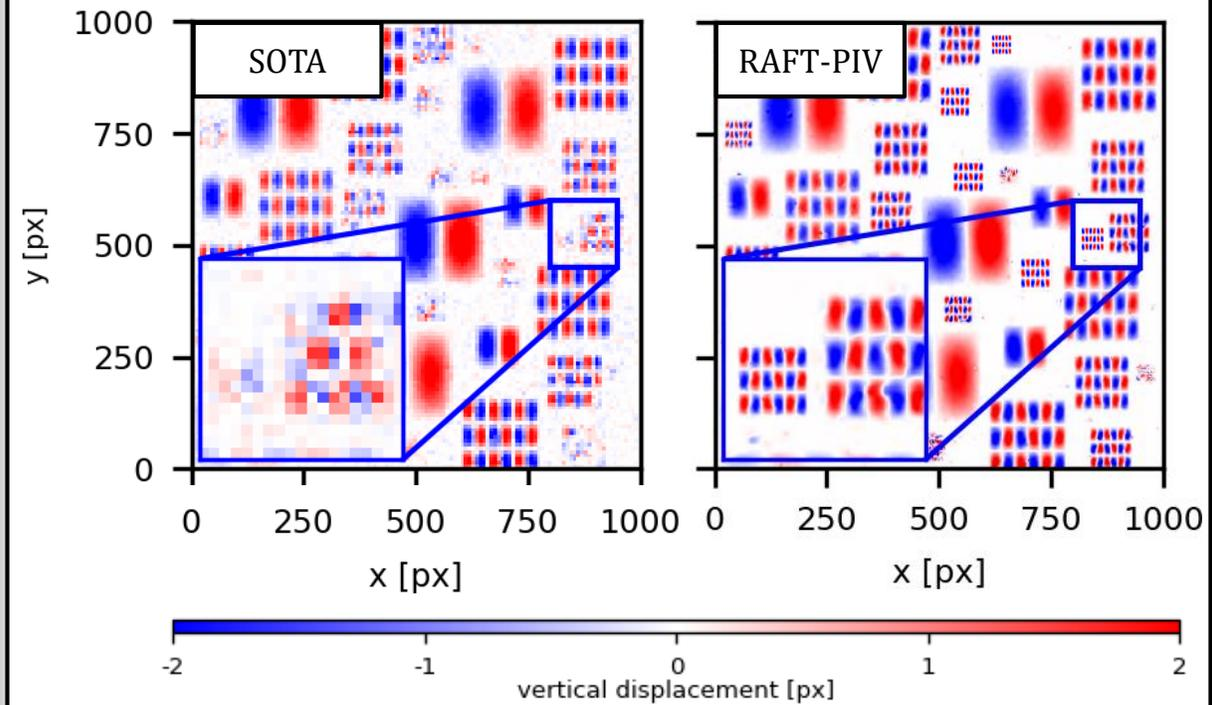 SOTA
RAFT-PIV
y [px]
1000
750
500
250
0
0 250 500 750 1000
0 250 500 750 1000
x [px]
x [px]
-2 -1 0 1 2
vertical displacement [px]